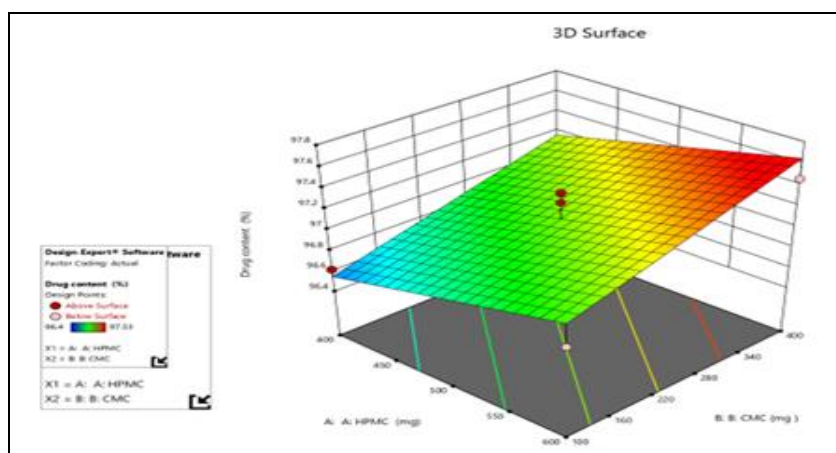 3D Surface
Design-Expert® Software
tware
Factor Coding: Actual
Drug content (%)
Design Points:
Above Surface
Below Surface
96.4
X1 = A: A: HPMC
X2 = B: B: CMC
X1 = A: A: HPMC
X2 = B: B: CMC
Drug content (%)
97.8
97.6
97.4
97.2
97
96.8
96.6
96.4
400
450
500
550
600
A: A: HPMC (mg)
100
160
220
280
340
400
B: B: CMC (mg )